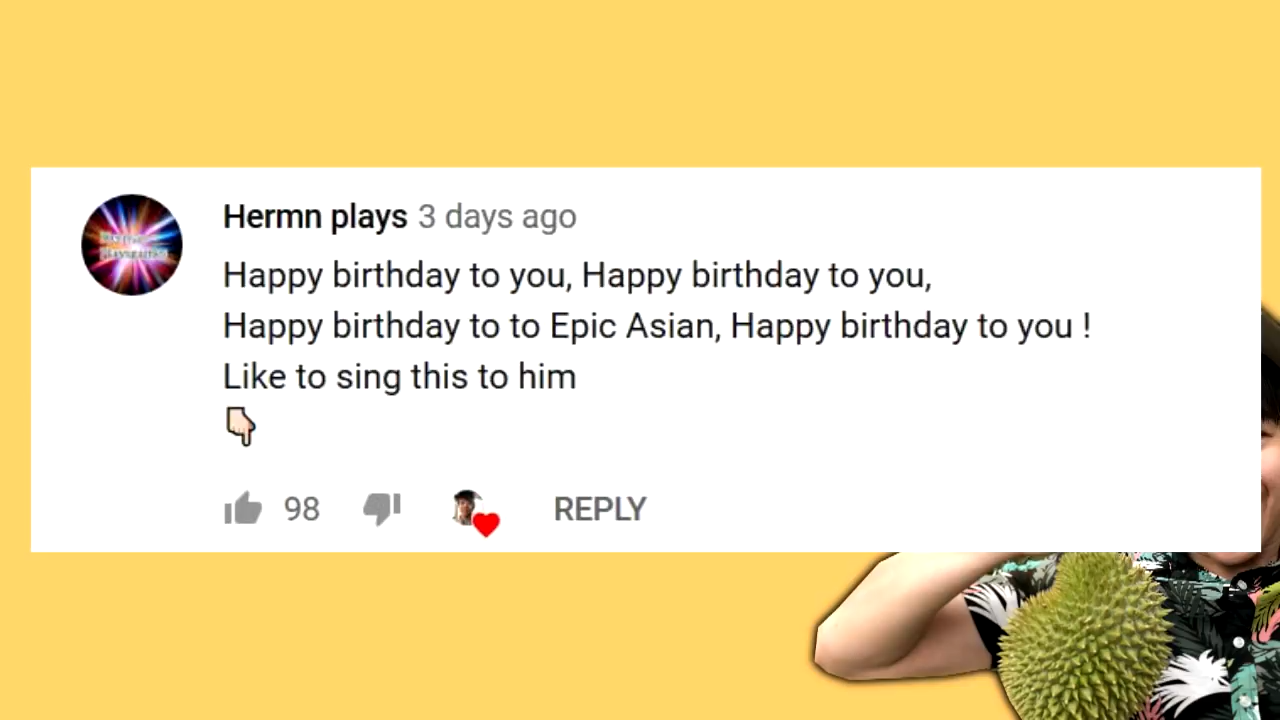 Hermn plays 3 days ago
Happy birthday to you, Happy birthday to you,
Happy birthday to to Epic Asian, Happy birthday to you !
Like to sing this to him
👇🏻
98 REPLY